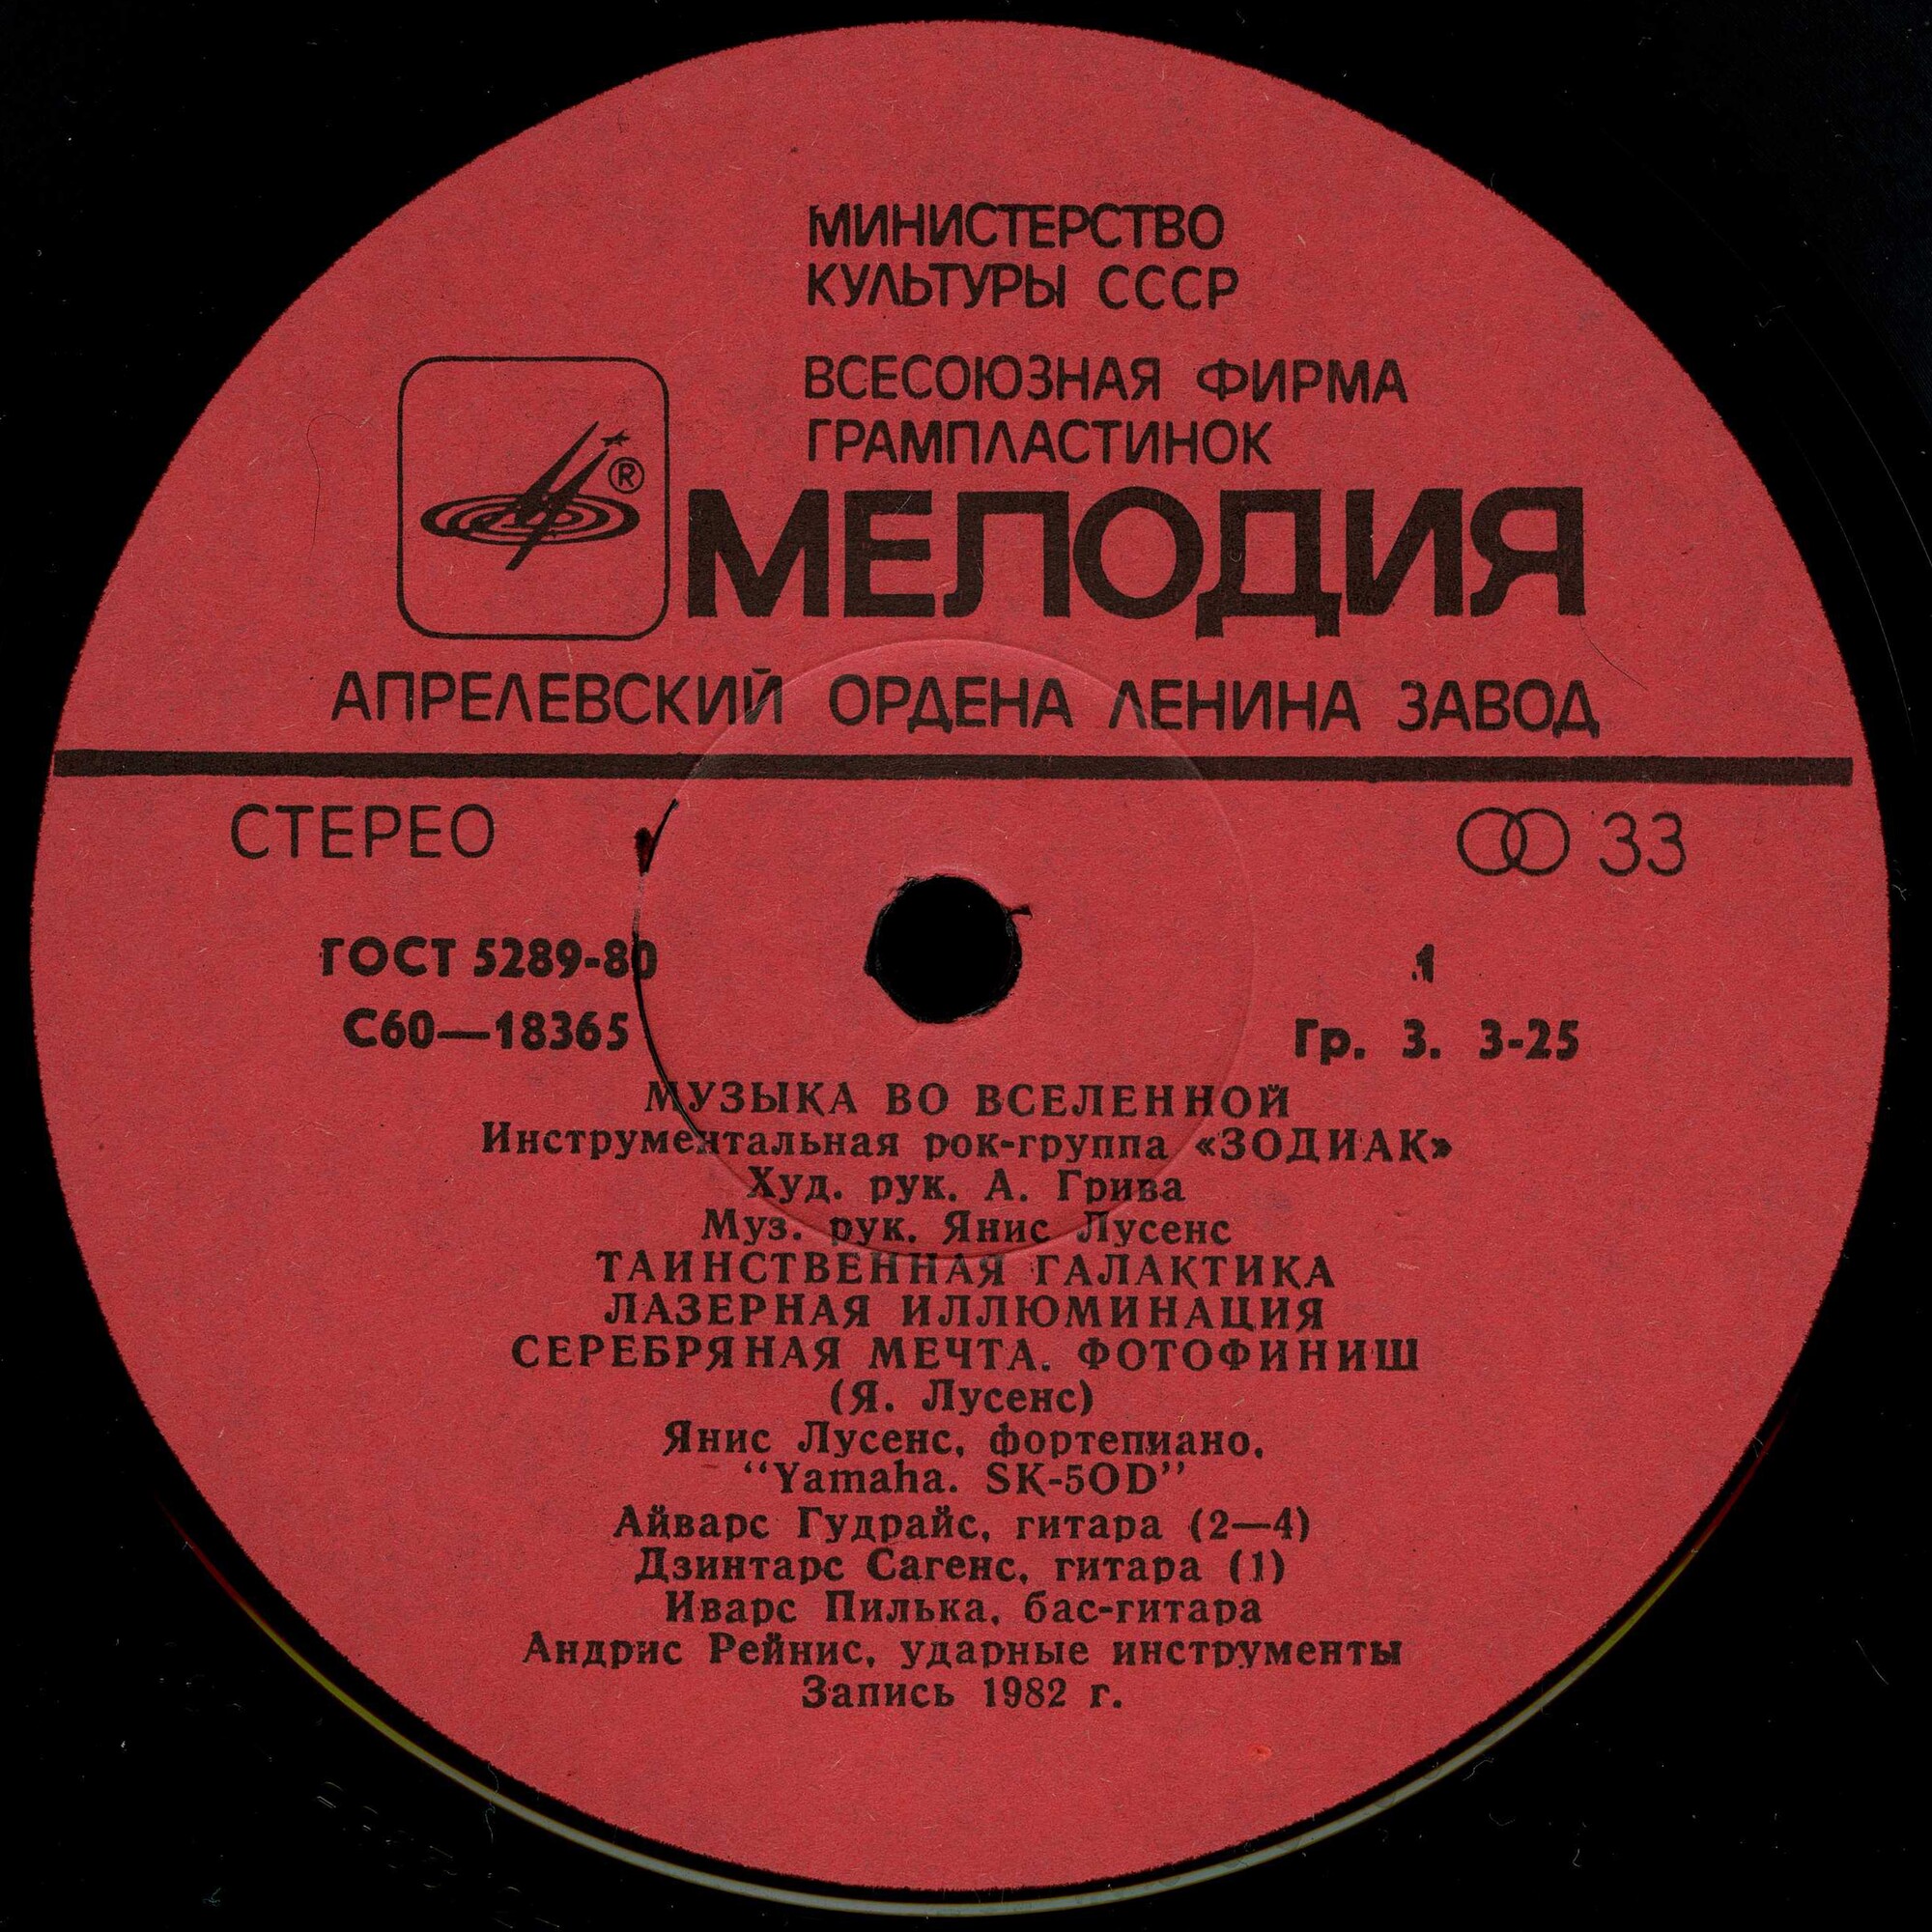 МИНИСТЕРСТВО
КУЛЬТУРЫ СССР
ВСЕСОЮЗНАЯ ФИРМА
ГРАМПЛАСТИНОК
®
МЕЛОДИЯ
АПРЕЛЕВСКИЙ ОРДЕНА ЛЕНИНА ЗАВОД
СТЕРЕО
33
ГОСТ 5289-80
1
С60—18365
Гр. 3. 3-25
МУЗЫКА ВО ВСЕЛЕННОЙ
Инструментальная рок-группа «ЗОДИАК»
Худ. рук. А. Грива
Муз. рук. Янис Лусенс
ТАИНСТВЕННАЯ ГАЛАКТИКА
ЛАЗЕРНАЯ ИЛЛЮМИНАЦИЯ
СЕРЕБРЯНАЯ МЕЧТА. ФОТОФИНИШ
(Я. Лусенс)
Янис Лусенс, фортепиано,
“Yamaha. SK-5OD”
Айварс Гудрайс, гитара (2—4)
Дзинтарс Сагенс, гитара (1)
Иварс Пилька, бас-гитара
Андрис Рейнис, ударные инструменты
Запись 1982 г.